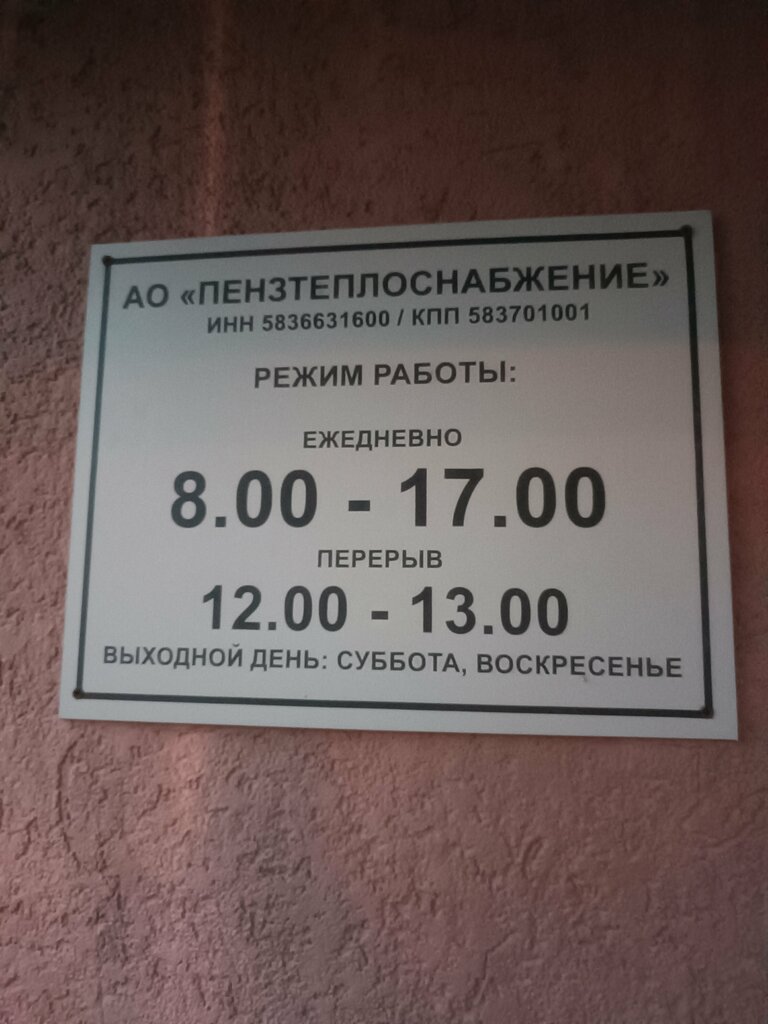 АО «ПЕНЗТЕПЛОСНАБЖЕНИЕ»
ИНН 5836631600 / КПП 583701001
РЕЖИМ РАБОТЫ:
ЕЖЕДНЕВНО
8.00 - 17.00
ПЕРЕРЫВ
12.00 - 13.00
ВЫХОДНОЙ ДЕНЬ: СУББОТА, ВОСКРЕСЕНЬЕ